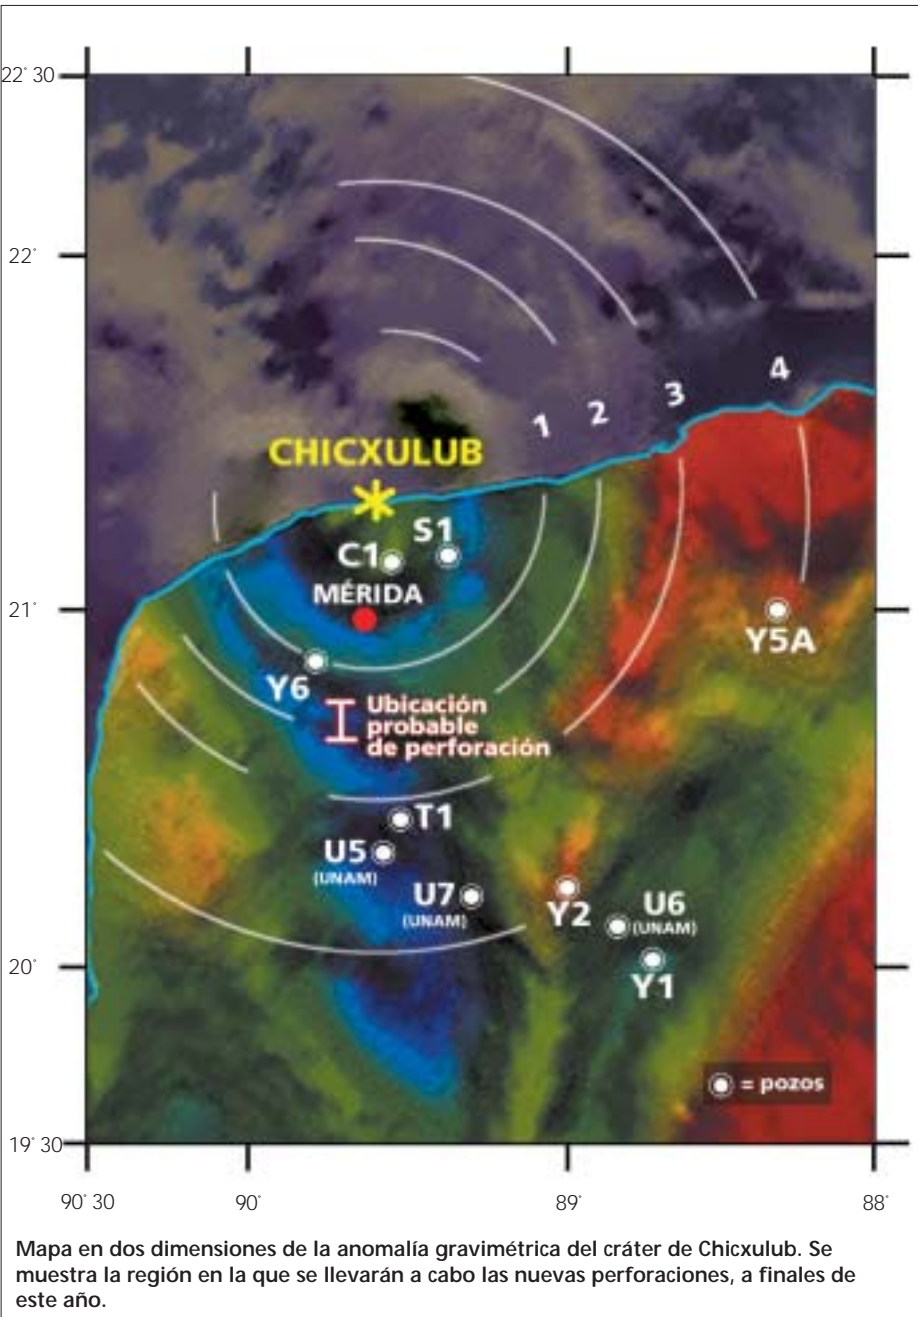 22° 30
22°
1 2 3 4
CHICXULUB
S1
C1
MÉRIDA
21°
Y5A
Y6
Ubicación
probable
de perforación
T1
U5
(UNAM)
U7
(UNAM)
Y2
U6
(UNAM)
20°
Y1
= pozos
19° 30
90° 30 90° 89° 88°
Mapa en dos dimensiones de la anomalía gravimétrica del cráter de Chicxulub. Se
muestra la región en la que se llevarán a cabo las nuevas perforaciones, a finales de
este año.